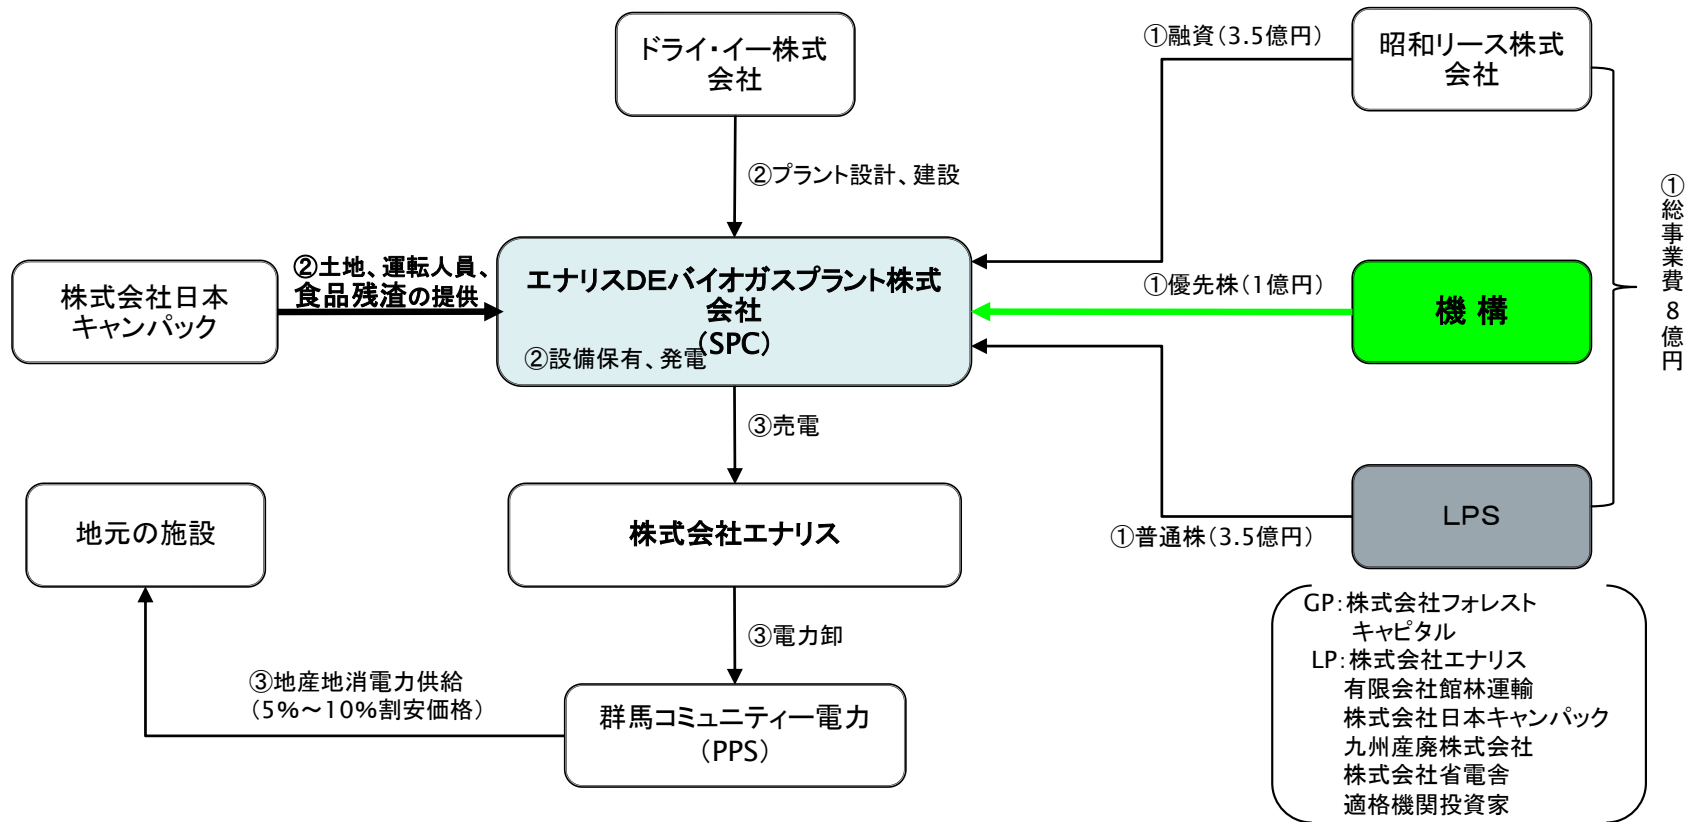 ドライ・イー株式
会社
①融資（3.5億円）
昭和リース株式
会社
②プラント設計、建設
①総事業費 8億円
株式会社日本
キャンパック
②土地、運転人員、
食品残渣の提供
エナリスDEバイオガスプラント株式
会社
（SPC）
②設備保有、発電
①優先株（1億円）
機 構
③売電
地元の施設
株式会社エナリス
①普通株（3.5億円）
LPS
③電力卸
③地産地消電力供給
（5%～10%割安価格）
群馬コミュニティー電力
（PPS）
GP：株式会社フォレスト
キャピタル
LP：株式会社エナリス
有限会社館林運輸
株式会社日本キャンパック
九州産廃株式会社
株式会社省電舎
適格機関投資家